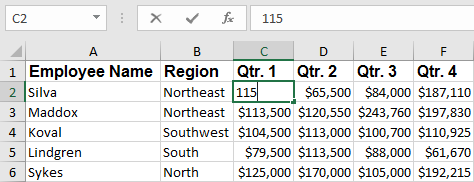 C2 fx 115
A B C D E F
1 Employee Name Region Qtr. 1 Qtr. 2 Qtr. 3 Qtr. 4
2 Silva Northeast 115 $65,500 $84,000 $187,110
3 Maddox Northeast $113,500 $120,550 $243,760 $197,830
4 Koval Southwest $104,500 $113,000 $100,700 $110,925
5 Lindgren South $79,500 $113,500 $88,000 $61,670
6 Sykes North $125,000 $170,000 $105,000 $192,215